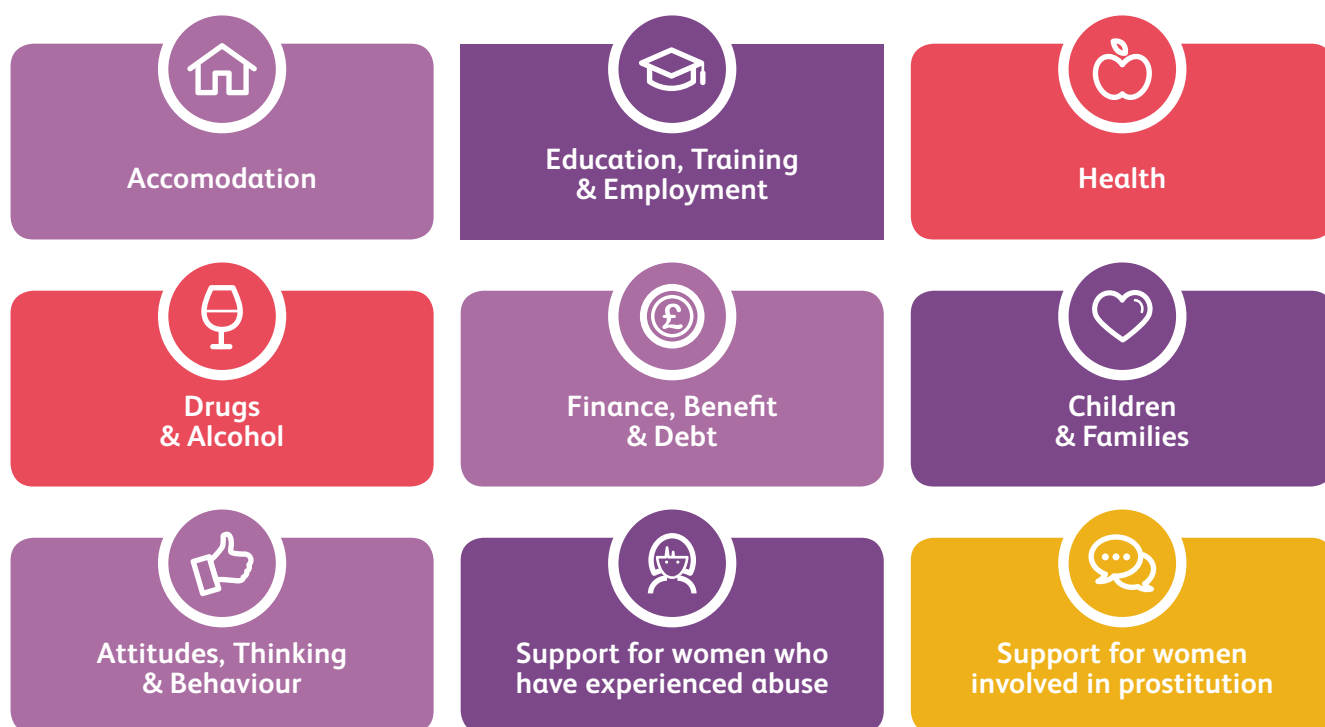 Accomodation
Education, Training
& Employment
Health
Drugs
& Alcohol
£
Finance, Benefit
& Debt
Children
& Families
Attitudes, Thinking
& Behaviour
Support for women who
have experienced abuse
Support for women
involved in prostitution